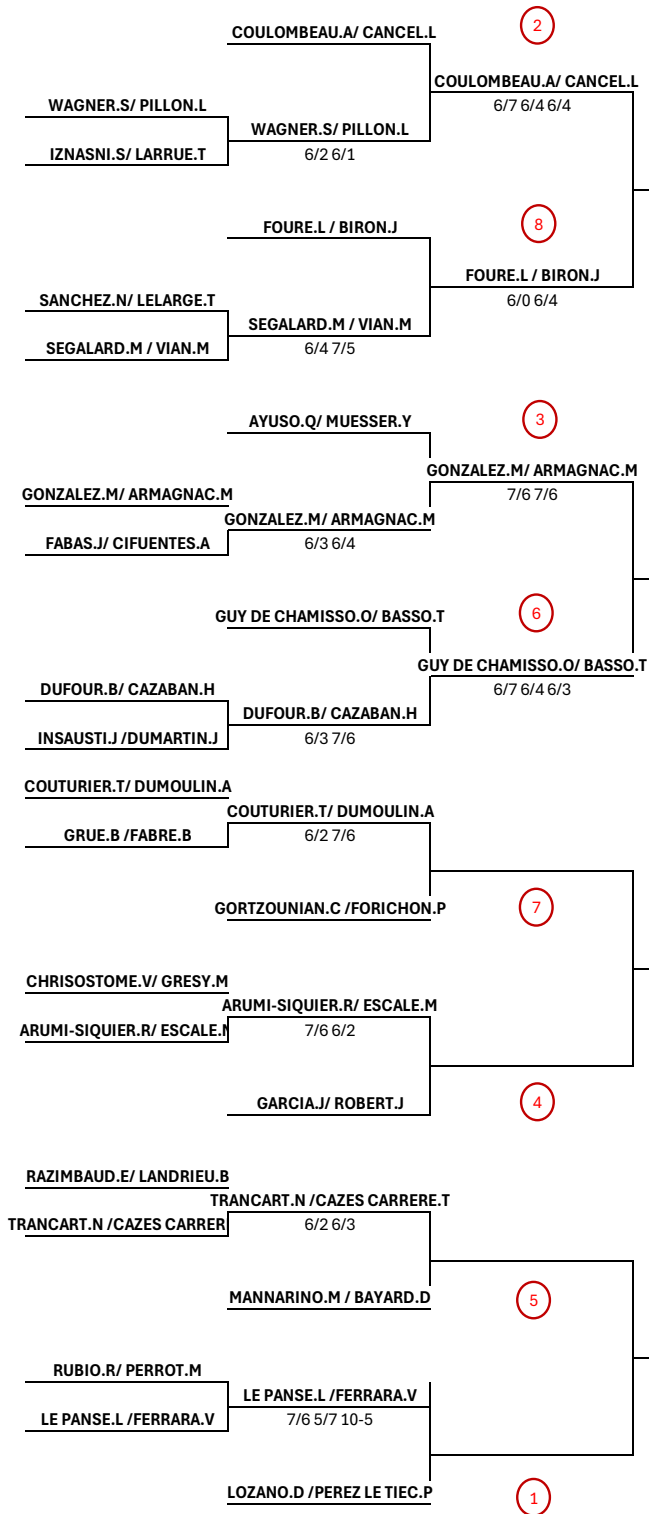 2
COULOMBEAU.A/ CANCEL.L
COULOMBEAU.A/ CANCEL.L
WAGNER.S/ PILLON.L
6/7 6/4 6/4
WAGNER.S/ PILLON.L
IZNASNI.S/ LARRUE.T
6/2 6/1
8
FOURE.L / BIRON.J
FOURE.L / BIRON.J
SANCHEZ.N/ LELARGE.T
6/0 6/4
SEGALARD.M / VIAN.M
SEGALARD.M / VIAN.M
6/4 7/5
3
AYUSO.Q/ MUESSER.Y
GONZALEZ.M/ ARMAGNAC.M
GONZALEZ.M/ ARMAGNAC.M
7/6 7/6
GONZALEZ.M/ ARMAGNAC.M
FABAS.J/ CIFUENTES.A
6/3 6/4
6
GUY DE CHAMISSO.O/ BASSO.T
GUY DE CHAMISSO.O/ BASSO.T
DUFOUR.B/ CAZABAN.H
6/7 6/4 6/3
DUFOUR.B/ CAZABAN.H
INSAUSTI.J /DUMARTIN.J
6/3 7/6
COUTURIER.T/ DUMOULIN.A
COUTURIER.T/ DUMOULIN.A
GRUE.B /FABRE.B
6/2 7/6
GORTZOUNIAN.C /FORICHON.P
7
CHRISOSTOME.V/ GRESY.M
ARUMI-SIQUIER.R/ ESCALE.M
ARUMI-SIQUIER.R/ ESCALE.M
7/6 6/2
GARCIA.J/ ROBERT.J
4
RAZIMBAUD.E/ LANDRIEU.B
TRANCART.N /CAZES CARRERE.T
TRANCART.N /CAZES CARRER
6/2 6/3
MANNARINO.M / BAYARD.D
5
RUBIO.R/ PERROT.M
LE PANSE.L /FERRARA.V
LE PANSE.L /FERRARA.V
7/6 5/7 10-5
LOZANO.D /PEREZ LE TIEC.P
1